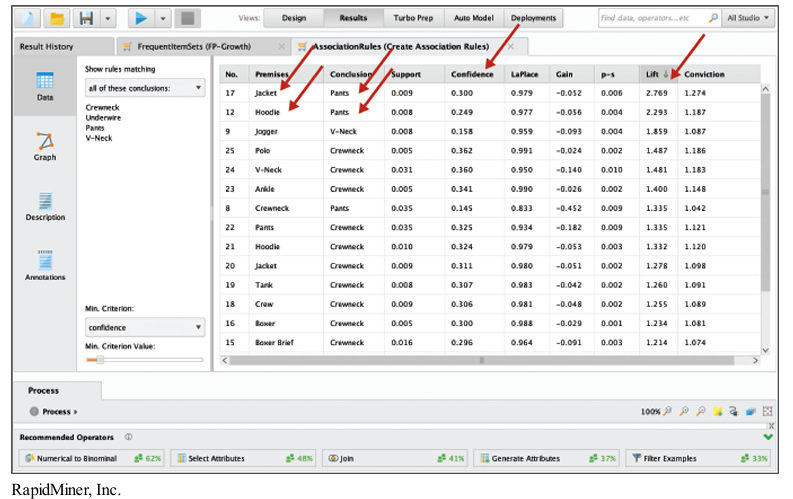 Views: Design Results Turbo Prep Auto Model Deployments Find data, operators...etc All Studio
Result History FrequentItemSets (FP-Growth) AssociationRules (Create Association Rules)
Data
Graph
Description
Annotations
Show rules matching
all of these conclusions:
Crewneck
Underwire
Pants
V-Neck
Min. Criterion:
confidence
Min. Criterion Value:
No. Premises Conclusion Support Confidence LaPlace Gain p-s Lift ↓ Conviction
17 Jacket Pants 0.009 0.300 0.979 -0.052 0.006 2.769 1.274
12 Hoodie Pants 0.008 0.249 0.977 -0.056 0.004 2.293 1.187
9 Jogger V-Neck 0.008 0.158 0.959 -0.093 0.004 1.859 1.087
25 Polo Crewneck 0.005 0.362 0.991 -0.024 0.002 1.487 1.186
24 V-Neck Crewneck 0.031 0.360 0.950 -0.140 0.010 1.481 1.183
23 Ankle Crewneck 0.005 0.341 0.990 -0.026 0.002 1.400 1.148
8 Crewneck Pants 0.035 0.145 0.833 -0.452 0.009 1.335 1.042
22 Pants Crewneck 0.035 0.325 0.934 -0.182 0.009 1.335 1.121
21 Hoodie Crewneck 0.010 0.324 0.979 -0.053 0.003 1.332 1.120
20 Jacket Crewneck 0.009 0.311 0.980 -0.051 0.002 1.278 1.098
19 Tank Crewneck 0.008 0.307 0.983 -0.042 0.002 1.260 1.091
18 Crew Crewneck 0.009 0.306 0.981 -0.048 0.002 1.255 1.089
16 Boxer Crewneck 0.005 0.300 0.988 -0.029 0.001 1.234 1.081
15 Boxer Brief Crewneck 0.016 0.296 0.964 -0.091 0.003 1.214 1.074
Process
Process 100%
Recommended Operators
Numerical to Binominal 62% Select Attributes 48% Join 41% Generate Attributes 37% Filter Examples 33%
RapidMiner, Inc.